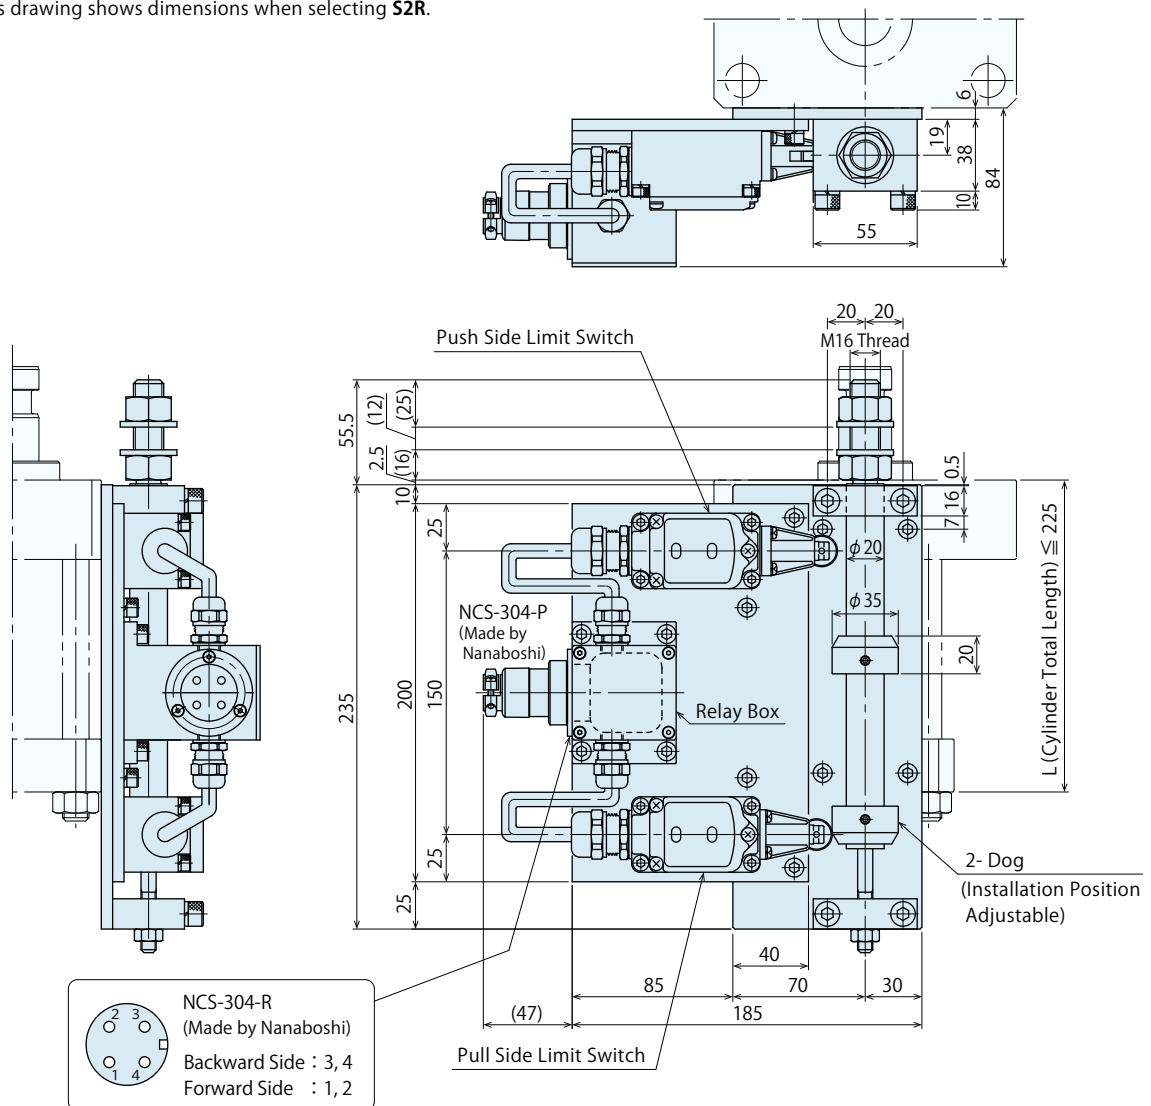 s drawing shows dimensions when selecting S2R.
6
19
38
84
10
55
20 20
M16 Thread
Push Side Limit Switch
55.5
(12)
(25)
2.5
(16)
10
0.5
16
7
25
φ20
φ35
20
L (Cylinder Total Length) ≦ 225
NCS-304-P
(Made by
Nanaboshi)
235
200
150
Relay Box
25
25
2- Dog
(Installation Position
Adjustable)
40
85
70
30
(47)
185
Pull Side Limit Switch
2 3
1 4
NCS-304-R
(Made by Nanaboshi)
Backward Side : 3, 4
Forward Side : 1, 2